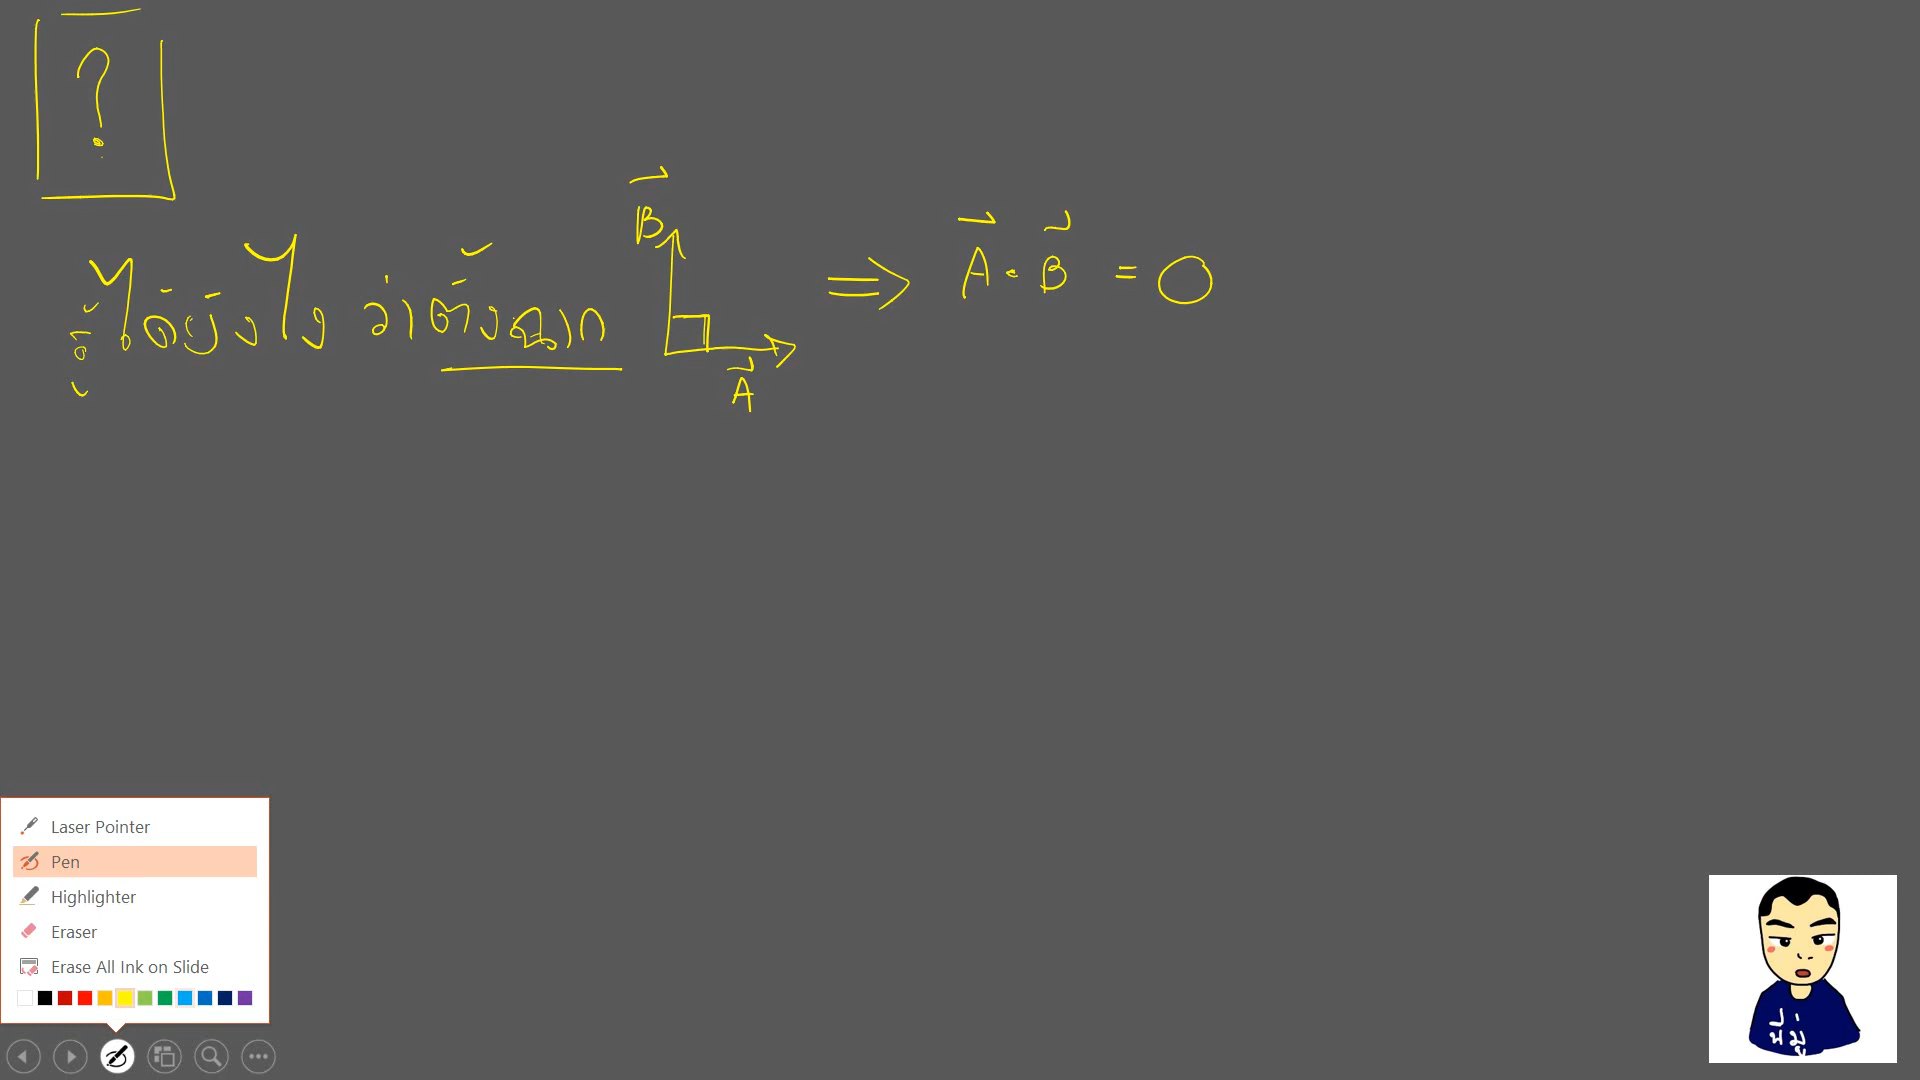 ?
ได้ยังไง ว่าตั้งฉาก B⃗ A⃗ ⇒ A⃗ · B⃗ = 0
Laser Pointer
Pen
Highlighter
Eraser
Erase All Ink on Slide
พี่มู่